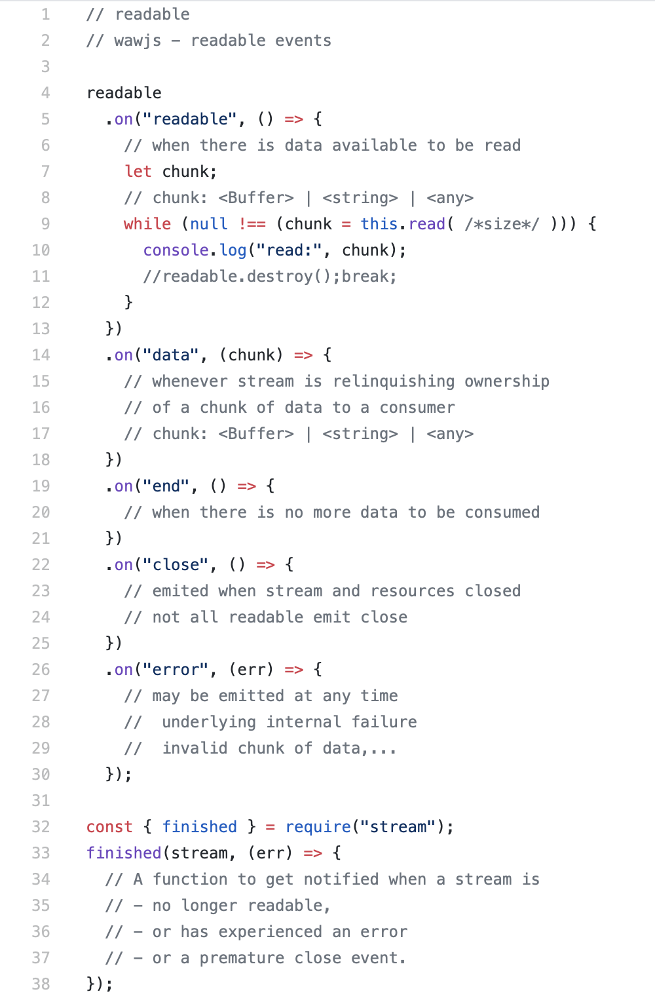 1 // readable
2 // wawjs – readable events
3
4 readable
5   .on("readable", () => {
6     // when there is data available to be read
7     let chunk;
8     // chunk: <Buffer> | <string> | <any>
9     while (null !== (chunk = this.read( /*size*/ ))) {
10       console.log("read:", chunk);
11       //readable.destroy();break;
12     }
13   })
14   .on("data", (chunk) => {
15     // whenever stream is relinquishing ownership
16     // of a chunk of data to a consumer
17     // chunk: <Buffer> | <string> | <any>
18   })
19   .on("end", () => {
20     // when there is no more data to be consumed
21   })
22   .on("close", () => {
23     // emited when stream and resources closed
24     // not all readable emit close
25   })
26   .on("error", (err) => {
27     // may be emitted at any time
28     //  underlying internal failure
29     //  invalid chunk of data,...
30   });
31
32 const { finished } = require("stream");
33 finished(stream, (err) => {
34   // A function to get notified when a stream is
35   // – no longer readable,
36   // – or has experienced an error
37   // – or a premature close event.
38 });